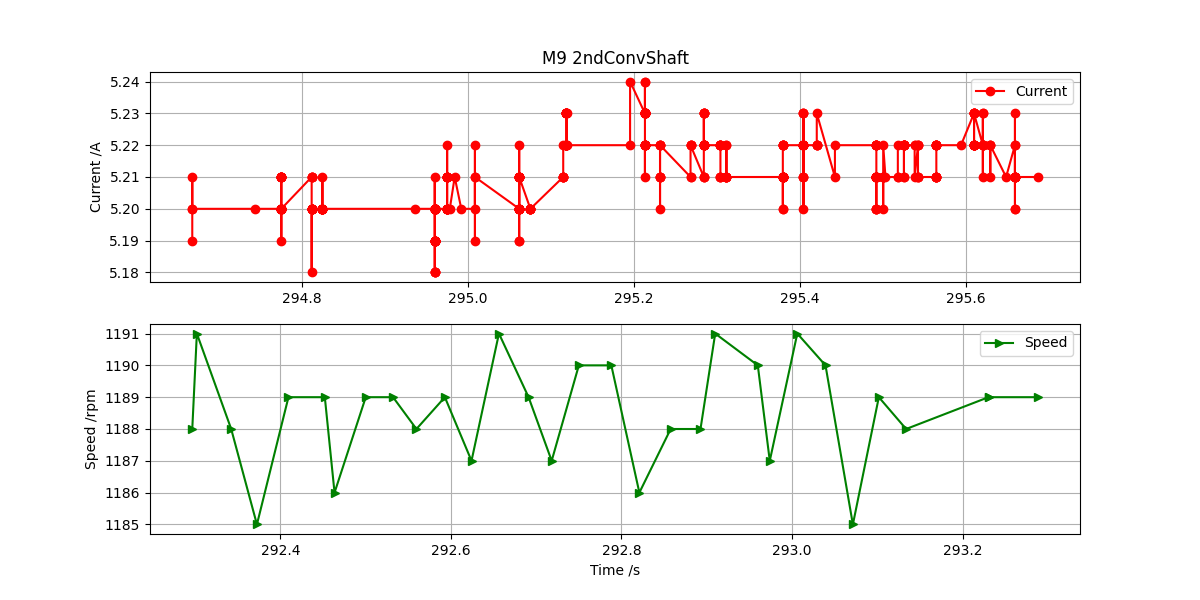 M9 2ndConvShaft
Current /A
5.24
5.23
5.22
5.21
5.20
5.19
5.18
Current
294.8 295.0 295.2 295.4 295.6
Speed /rpm
1191
1190
1189
1188
1187
1186
1185
Speed
292.4 292.6 292.8 293.0 293.2
Time /s